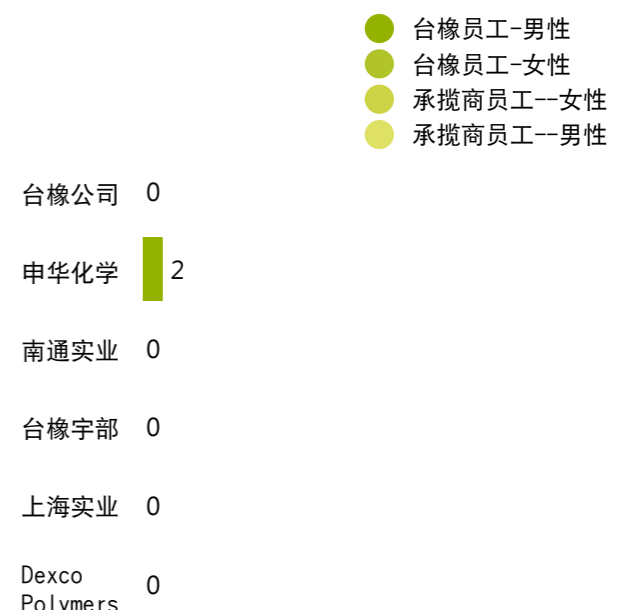 台橡员工-男性
台橡员工-女性
承揽商员工--女性
承揽商员工--男性
台橡公司 0
申华化学 2
南通实业 0
台橡宇部 0
上海实业 0
Dexco
Polymers 0